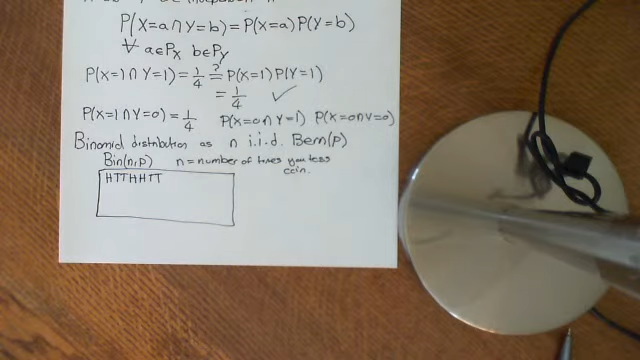 P(X=a∩Y=b)=P(X=a)P(Y=b)
∀ a∈P_X b∈P_Y
P(X=1∩Y=1)=1/4 ?= P(X=1)P(Y=1)
= 1/4 ✓
P(X=1∩Y=0)=1/4 P(X=0∩Y=1) P(X=0∩Y=0)
Binomial distribution as n i.i.d. Bern(p)
Bin(n,p) n = number of times you toss
coin.
HTTHHTT